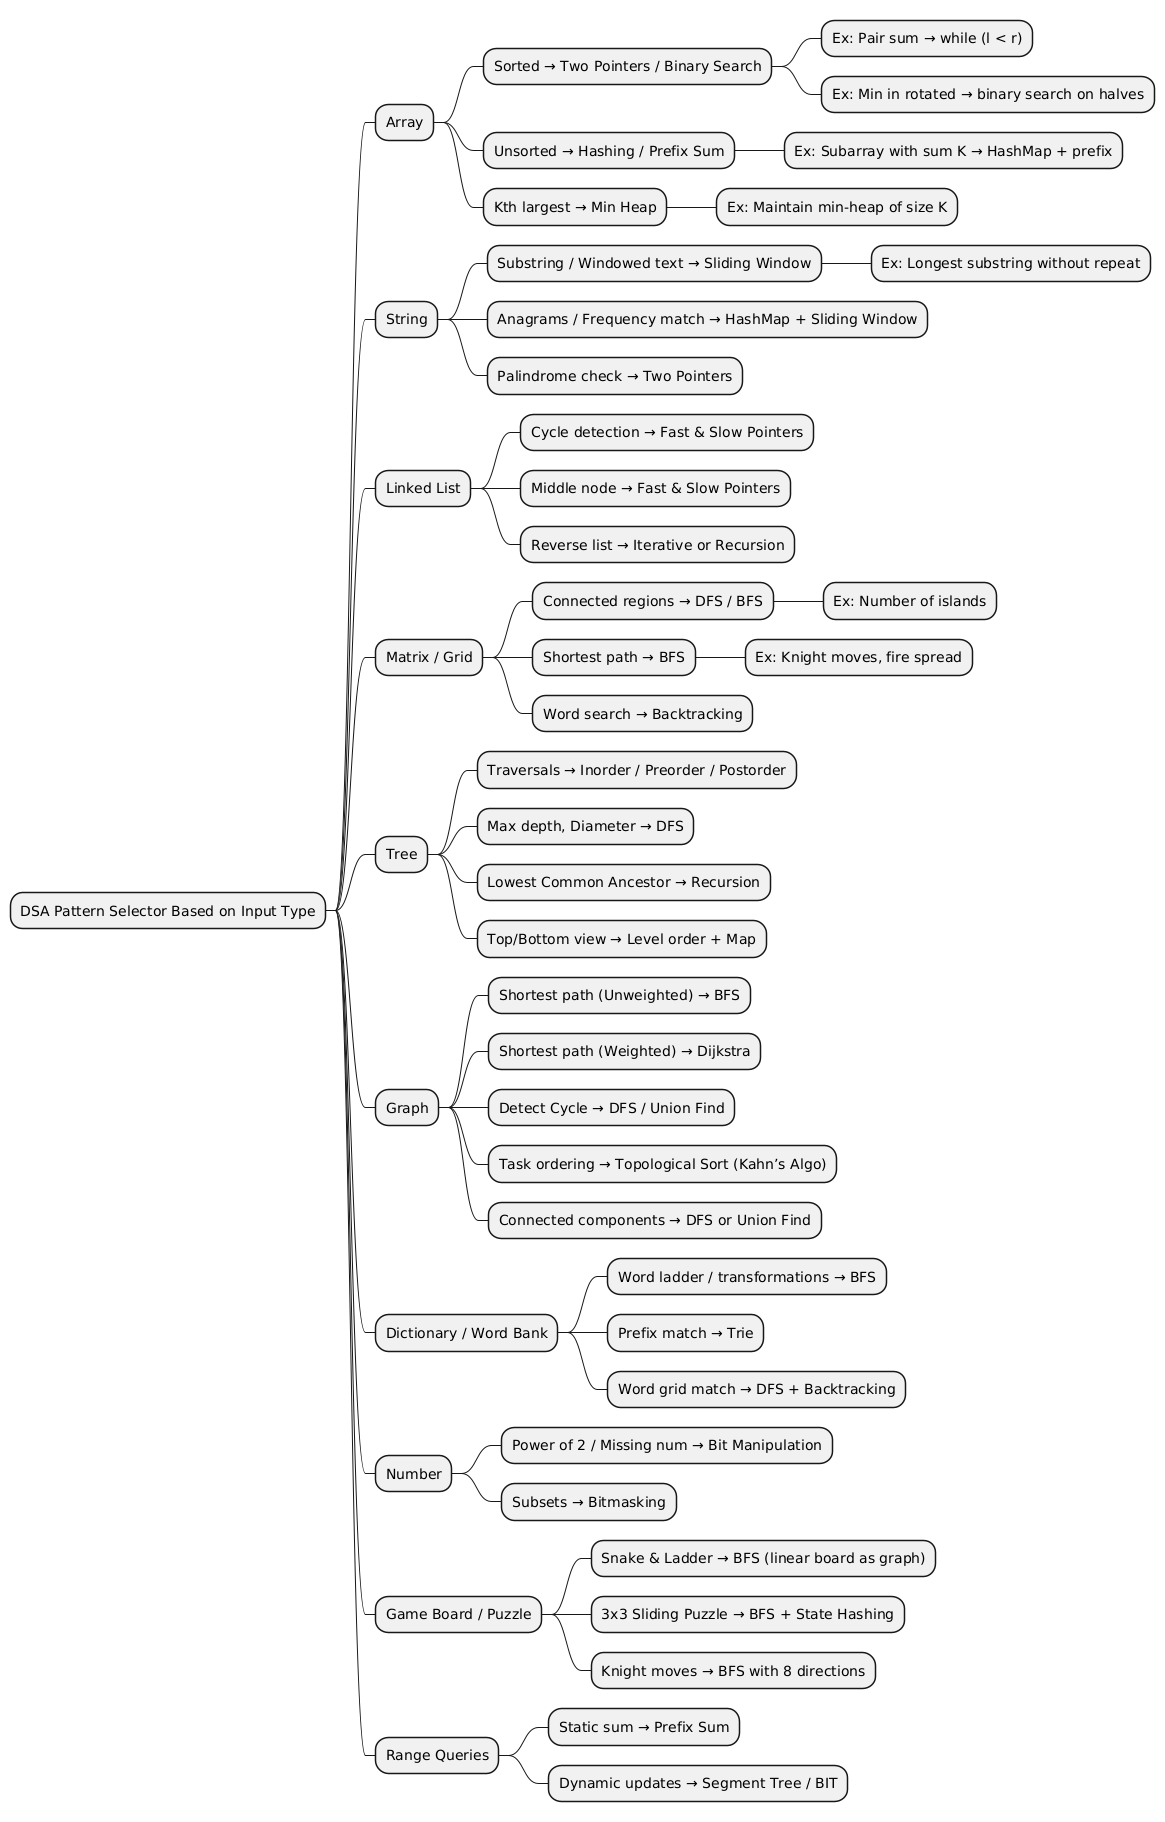 DSA Pattern Selector Based on Input Type
Array
Sorted → Two Pointers / Binary Search
Ex: Pair sum → while (l < r)
Ex: Min in rotated → binary search on halves
Unsorted → Hashing / Prefix Sum
Ex: Subarray with sum K → HashMap + prefix
Kth largest → Min Heap
Ex: Maintain min-heap of size K
String
Substring / Windowed text → Sliding Window
Ex: Longest substring without repeat
Anagrams / Frequency match → HashMap + Sliding Window
Palindrome check → Two Pointers
Linked List
Cycle detection → Fast & Slow Pointers
Middle node → Fast & Slow Pointers
Reverse list → Iterative or Recursion
Matrix / Grid
Connected regions → DFS / BFS
Ex: Number of islands
Shortest path → BFS
Ex: Knight moves, fire spread
Word search → Backtracking
Tree
Traversals → Inorder / Preorder / Postorder
Max depth, Diameter → DFS
Lowest Common Ancestor → Recursion
Top/Bottom view → Level order + Map
Graph
Shortest path (Unweighted) → BFS
Shortest path (Weighted) → Dijkstra
Detect Cycle → DFS / Union Find
Task ordering → Topological Sort (Kahn’s Algo)
Connected components → DFS or Union Find
Dictionary / Word Bank
Word ladder / transformations → BFS
Prefix match → Trie
Word grid match → DFS + Backtracking
Number
Power of 2 / Missing num → Bit Manipulation
Subsets → Bitmasking
Game Board / Puzzle
Snake & Ladder → BFS (linear board as graph)
3x3 Sliding Puzzle → BFS + State Hashing
Knight moves → BFS with 8 directions
Range Queries
Static sum → Prefix Sum
Dynamic updates → Segment Tree / BIT